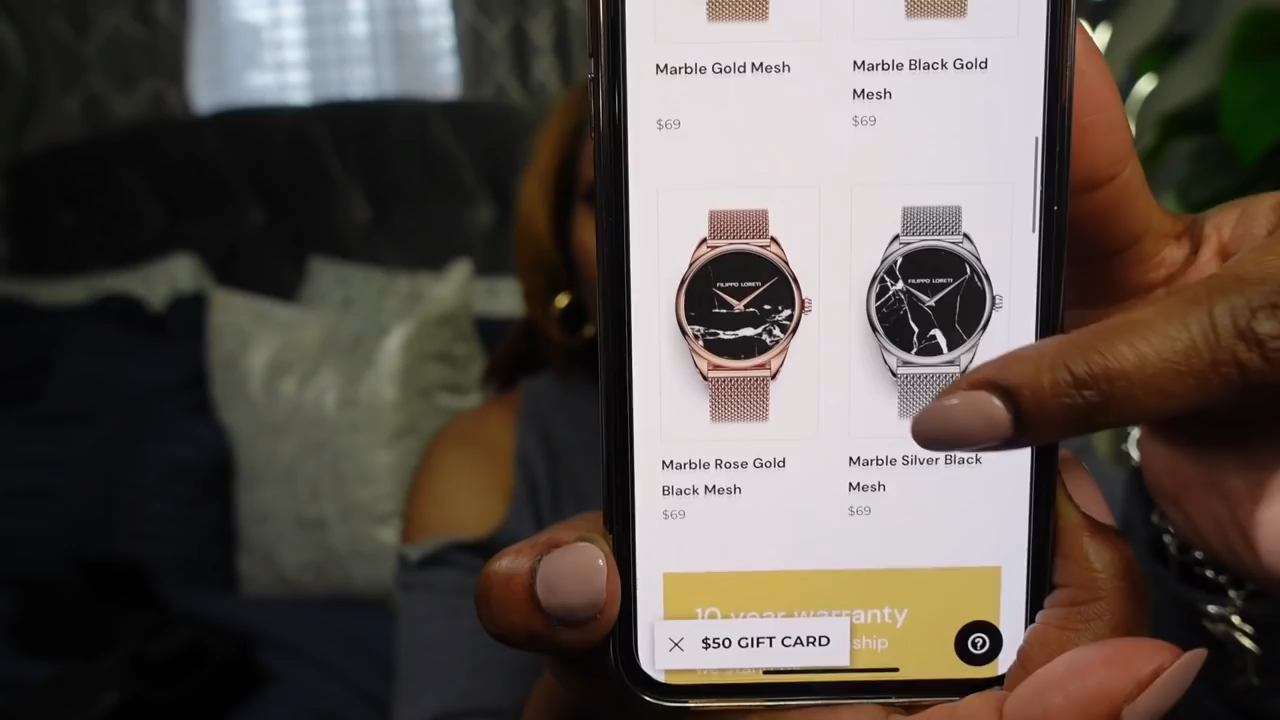 Marble Gold Mesh
$69
Marble Black Gold
Mesh
$69
FILIPPO LORETI
FILIPPO LORETI
Marble Rose Gold
Black Mesh
$69
Marble Silver Black
Mesh
$69
10 year warranty
ship
$50 GIFT CARD
?